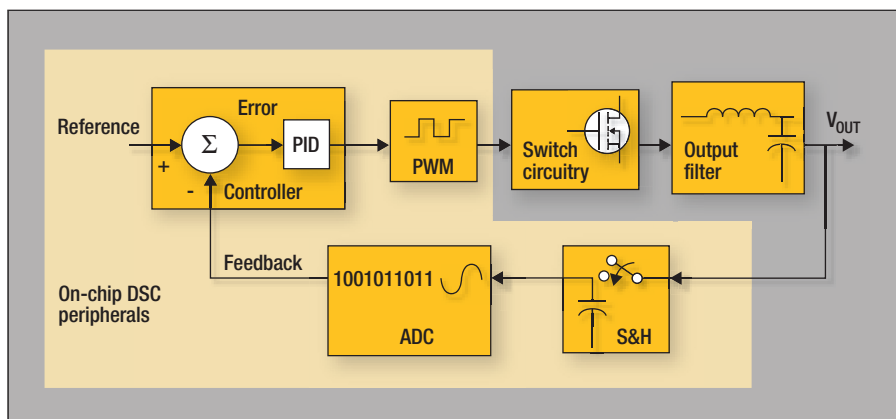 Reference
+
-
Σ
Error
PID
Controller
PWM
Switch
circuitry
Output
filter
VOUT
Feedback
1001011011
ADC
S&H
On-chip DSC
peripherals